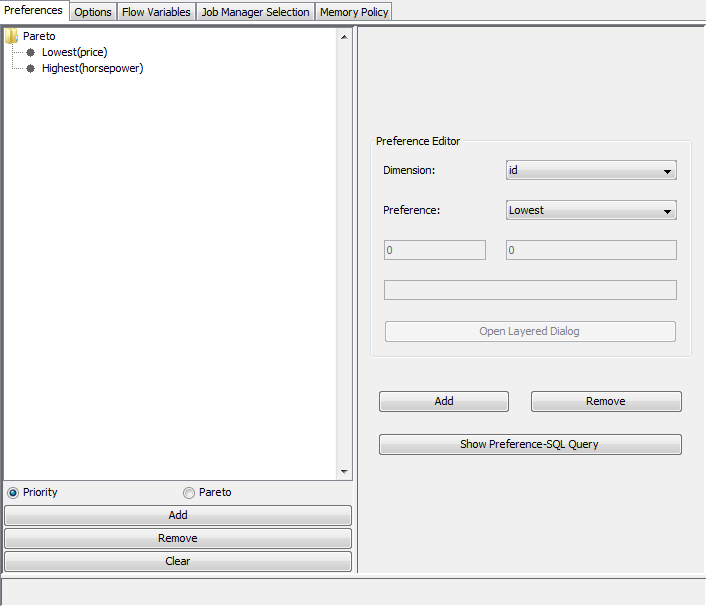 Preferences
Options
Flow Variables
Job Manager Selection
Memory Policy
Pareto
Lowest(price)
Highest(horsepower)
Priority
Pareto
Add
Remove
Clear
Preference Editor
Dimension:
id
Preference:
Lowest
0
0
Open Layered Dialog
Add
Remove
Show Preference-SQL Query